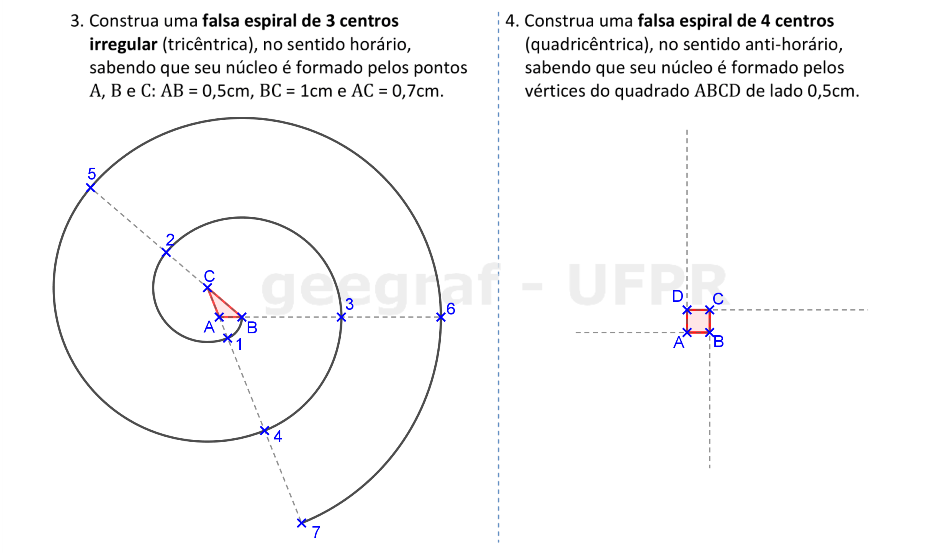 3. Construa uma falsa espiral de 3 centros
irregular (tricêntrica), no sentido horário,
sabendo que seu núcleo é formado pelos pontos
A, B e C: AB = 0,5cm, BC = 1cm e AC = 0,7cm.
5
2
C
3
6
A
B
1
4
7
geegraf - UFPR
4. Construa uma falsa espiral de 4 centros
(quadricêntrica), no sentido anti-horário,
sabendo que seu núcleo é formado pelos
vértices do quadrado ABCD de lado 0,5cm.
D
C
A
B